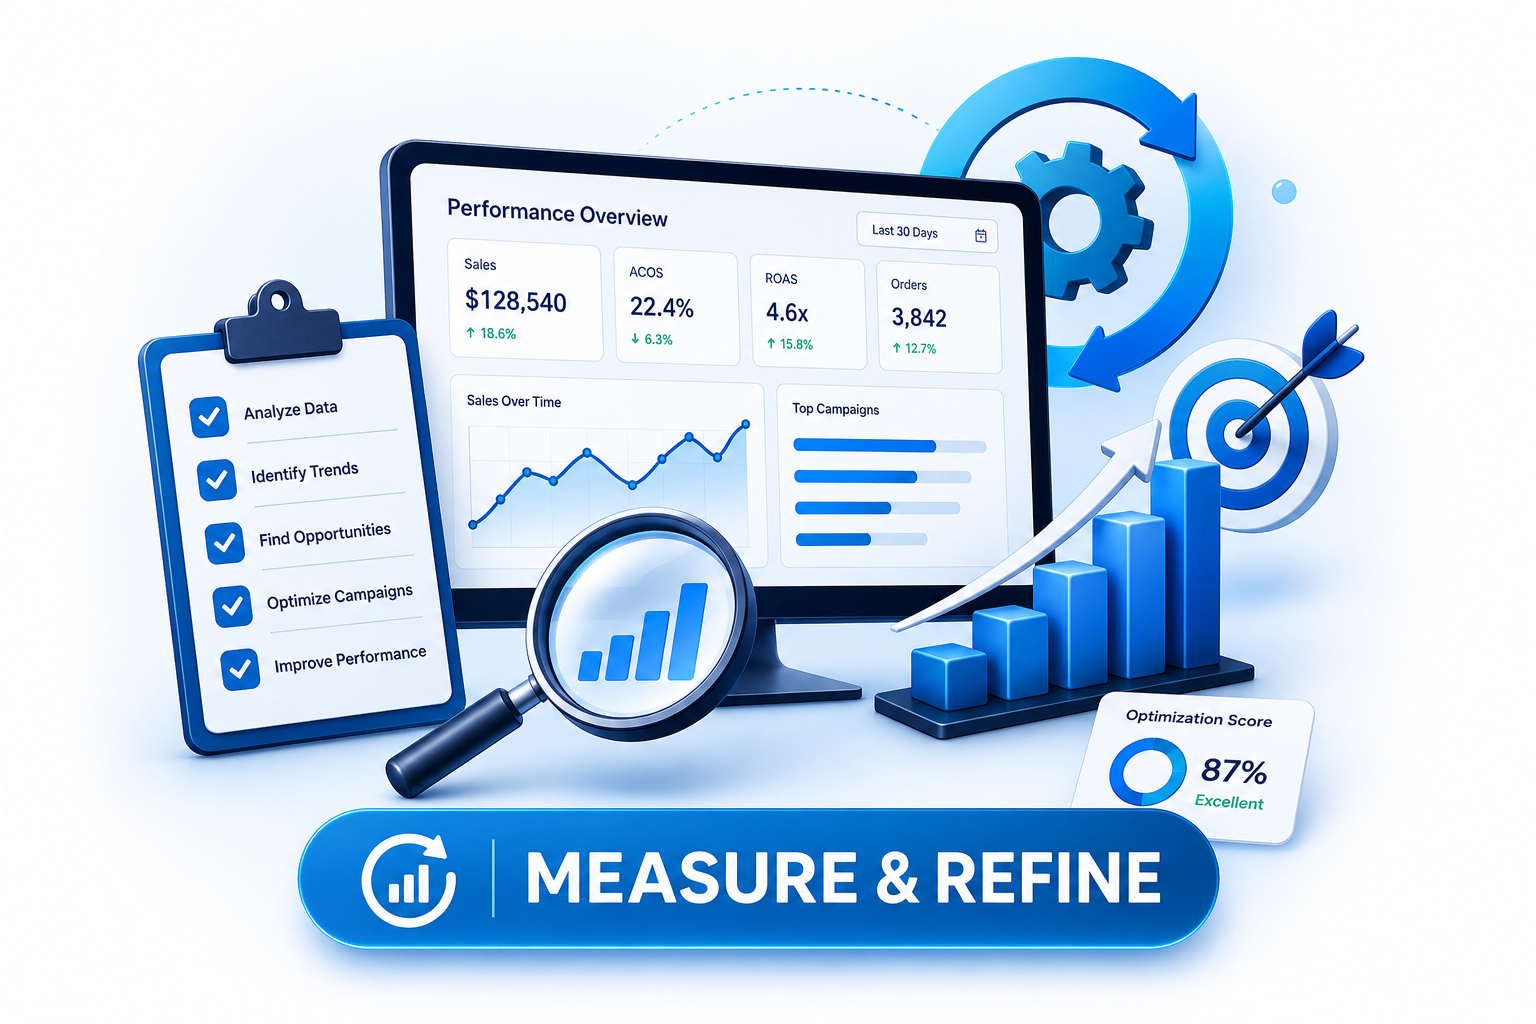 Performance Overview
Last 30 Days
Sales
$128,540
↑ 18.6%
ACOS
22.4%
↓ 6.3%
ROAS
4.6x
↑ 15.8%
Orders
3,842
↑ 12.7%
Sales Over Time
Top Campaigns
Analyze Data
Identify Trends
Find Opportunities
Optimize Campaigns
Improve Performance
Optimization Score
87%
Excellent
MEASURE & REFINE